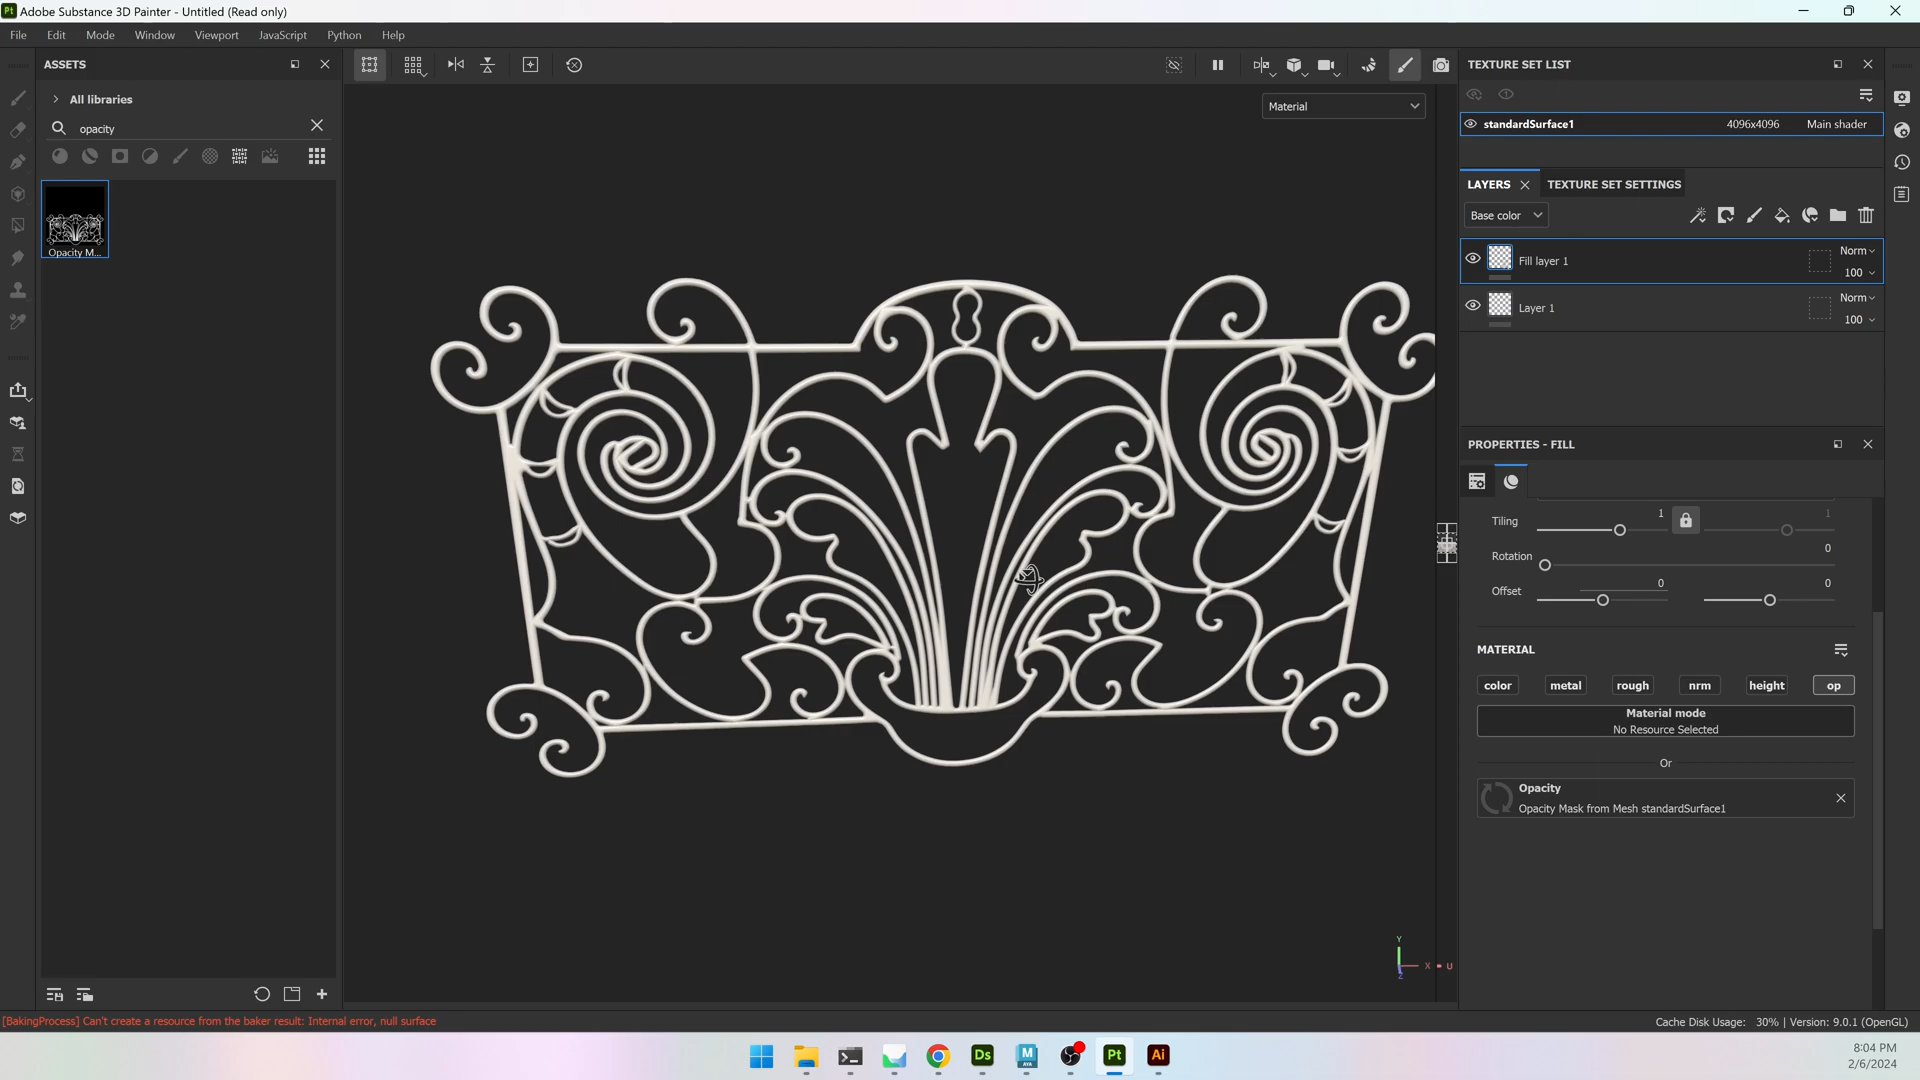 Pt Adobe Substance 3D Painter - Untitled (Read only)
File Edit Mode Window Viewport JavaScript Python Help
ASSETS
All libraries
opacity
Opacity M...
Material
TEXTURE SET LIST
standardSurface1 4096x4096 Main shader
LAYERS TEXTURE SET SETTINGS
Base color
Fill layer 1 Norm 100
Layer 1 Norm 100
PROPERTIES - FILL
Tiling 1 1
Rotation 0
Offset 0 0
MATERIAL
color metal rough nrm height op
Material mode
No Resource Selected
Or
Opacity
Opacity Mask from Mesh standardSurface1
Y
X U
Z
[BakingProcess] Can't create a resource from the baker result: Internal error, null surface
Cache Disk Usage: 30% | Version: 9.0.1 (OpenGL)
Ds M Pt Ai
8:04 PM
2/6/2024